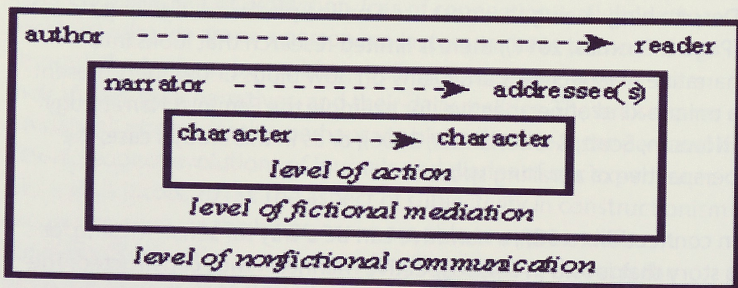 author reader
narrator addressee(s)
character character
level of action
level of fictional mediation
level of nonfictional communication